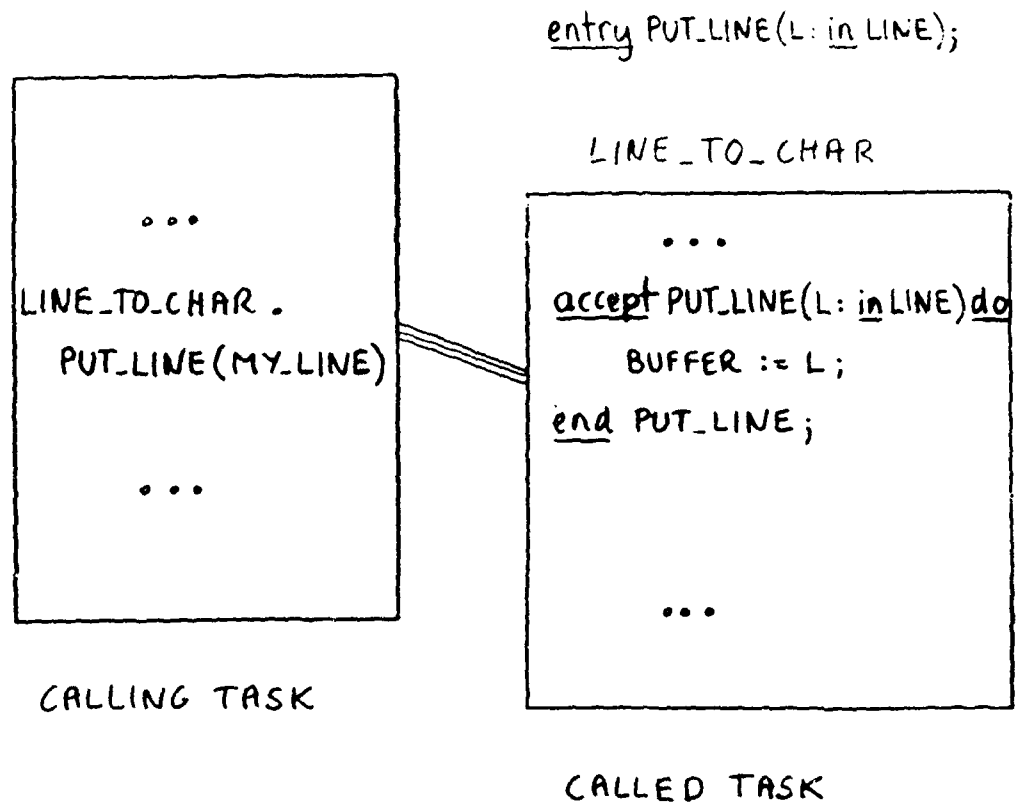 entry PUT_LINE(L: in LINE);
...
LINE_TO_CHAR.
PUT_LINE(MY_LINE)
...
CALLING TASK
LINE_TO_CHAR
...
accept PUT_LINE(L: in LINE) do
BUFFER := L;
end PUT_LINE;
...
CALLED TASK